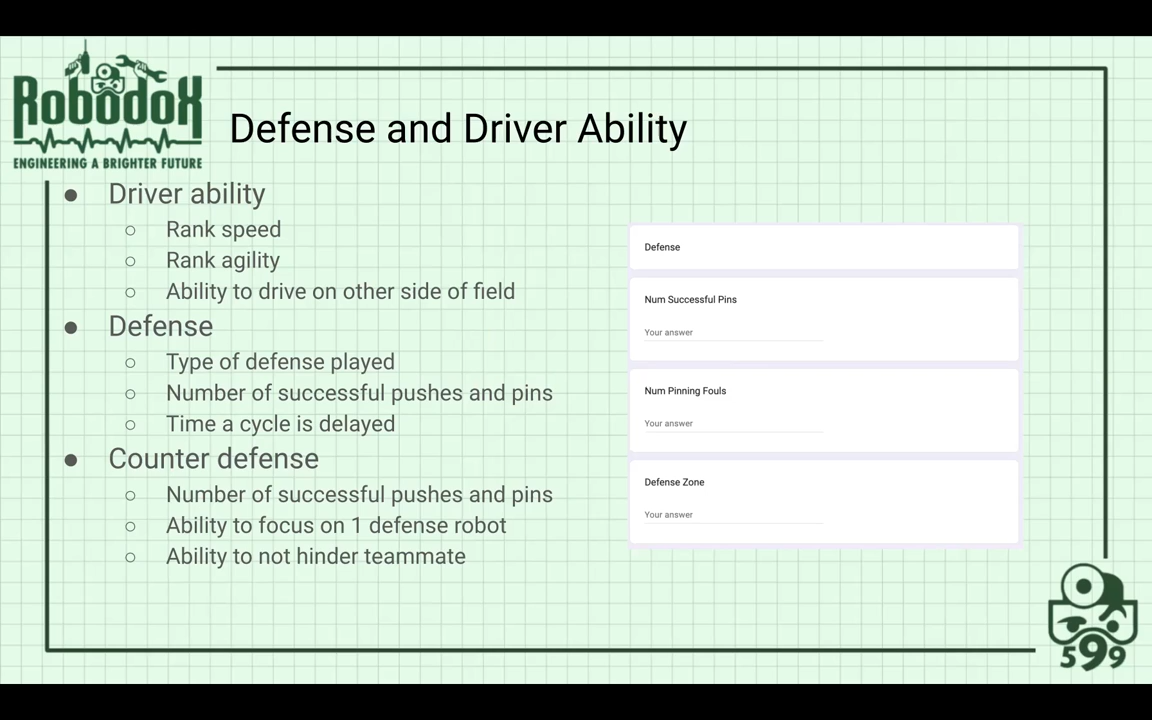 RobodoX
ENGINEERING A BRIGHTER FUTURE
Defense and Driver Ability
● Driver ability
○ Rank speed
○ Rank agility
○ Ability to drive on other side of field
● Defense
○ Type of defense played
○ Number of successful pushes and pins
○ Time a cycle is delayed
● Counter defense
○ Number of successful pushes and pins
○ Ability to focus on 1 defense robot
○ Ability to not hinder teammate
Defense
Num Successful Pins
Your answer
Num Pinning Fouls
Your answer
Defense Zone
Your answer
599